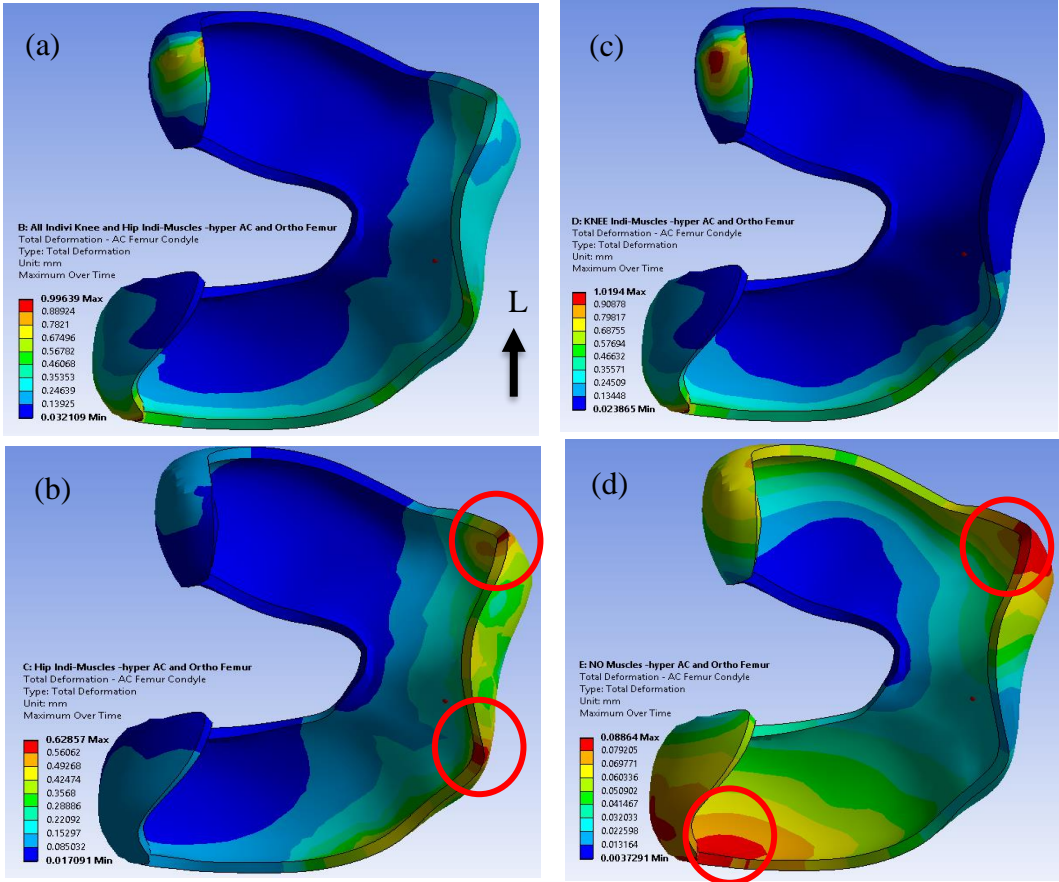 (a)
B: All Indivi Knee and Hip Indi-Muscles -hyper AC and Ortho Femur
Total Deformation - AC Femur Condyle
Type: Total Deformation
Unit: mm
Maximum Over Time
0.99639 Max
0.88924
0.7821
0.67496
0.56782
0.46068
0.35353
0.24639
0.13925
0.032109 Min
L
(c)
D: KNEE Indi-Muscles -hyper AC and Ortho Femur
Total Deformation - AC Femur Condyle
Type: Total Deformation
Unit: mm
Maximum Over Time
1.0194 Max
0.90878
0.79817
0.68755
0.57694
0.46632
0.35571
0.24509
0.13448
0.023865 Min
(b)
C: Hip Indi-Muscles -hyper AC and Ortho Femur
Total Deformation - AC Femur Condyle
Type: Total Deformation
Unit: mm
Maximum Over Time
0.62857 Max
0.56062
0.49268
0.42474
0.3568
0.28886
0.22092
0.15297
0.085032
0.017091 Min
(d)
E: NO Muscles -hyper AC and Ortho Femur
Total Deformation - AC Femur Condyle
Type: Total Deformation
Unit: mm
Maximum Over Time
0.08864 Max
0.079205
0.069771
0.060336
0.050902
0.041467
0.032033
0.022598
0.013164
0.0037291 Min